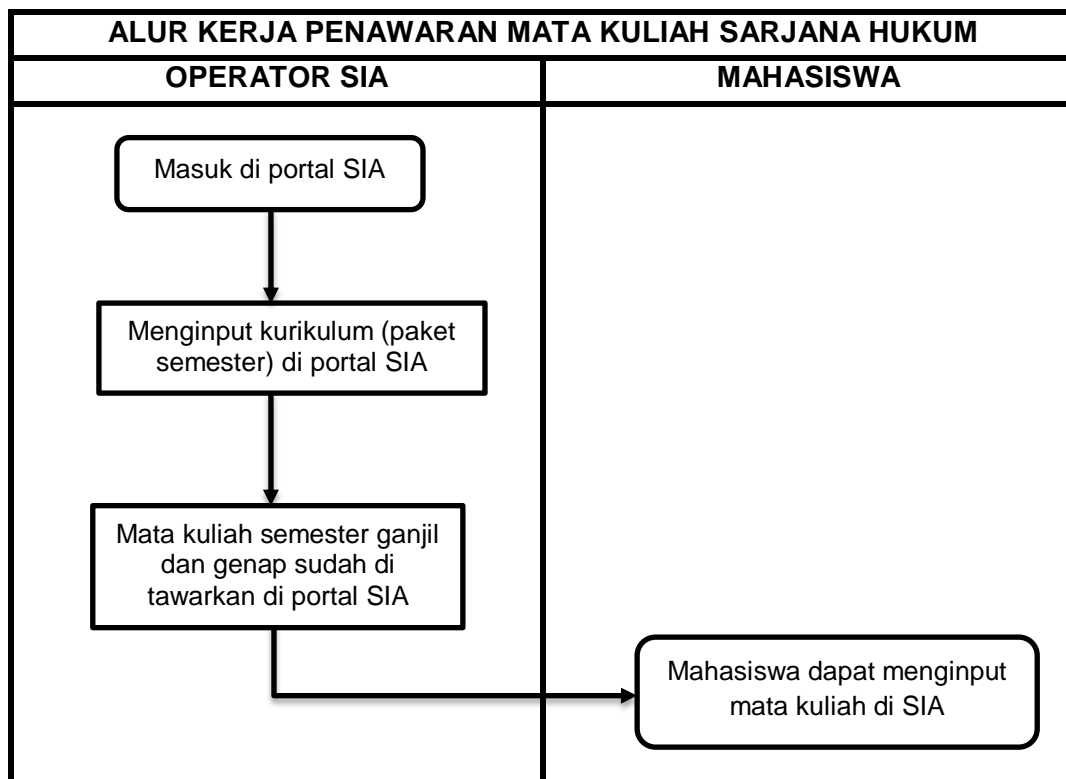 ALUR KERJA PENAWARAN MATA KULIAH SARJANA HUKUM
OPERATOR SIA
MAHASISWA
Masuk di portal SIA
Menginput kurikulum (paket
semester) di portal SIA
Mata kuliah semester ganjil
dan genap sudah di
tawarkan di portal SIA
Mahasiswa dapat menginput
mata kuliah di SIA